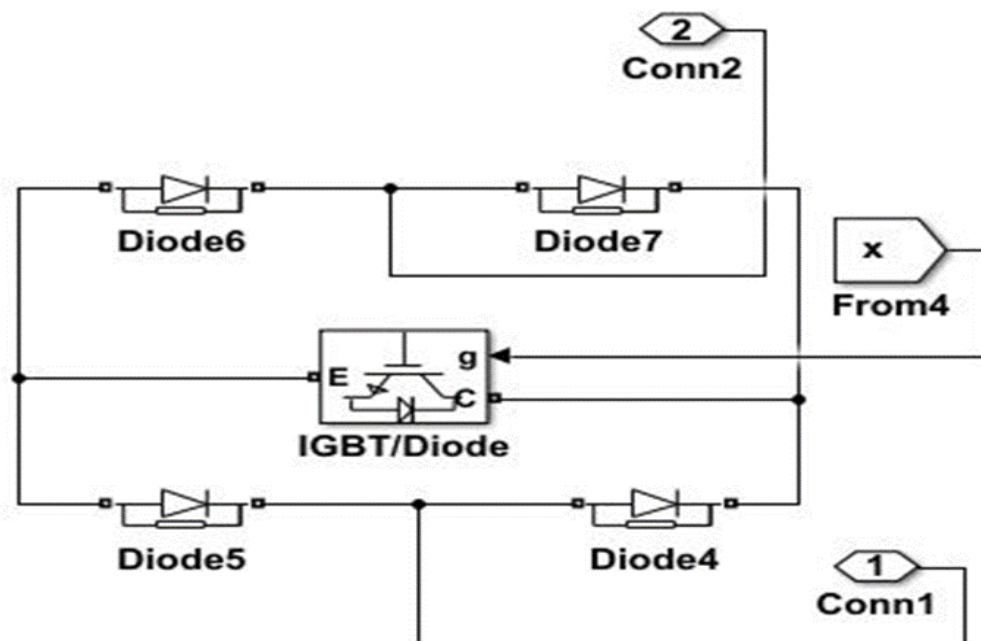 2
Conn2
Diode6
Diode7
x
From4
g
E
C
IGBT/Diode
Diode5
Diode4
1
Conn1